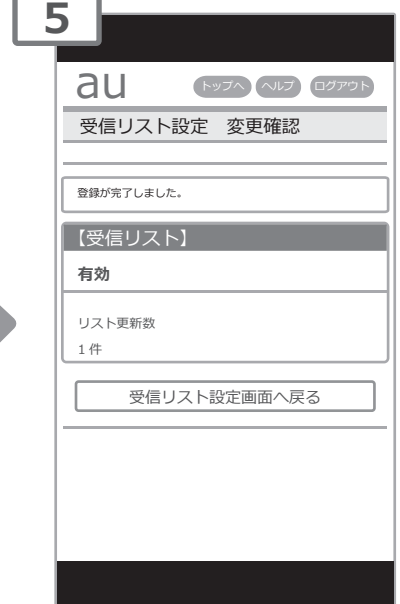 5
au トップへ ヘルプ ログアウト
受信リスト設定　変更確認
登録が完了しました。
【受信リスト】
有効
リスト更新数
1 件
受信リスト設定画面へ戻る